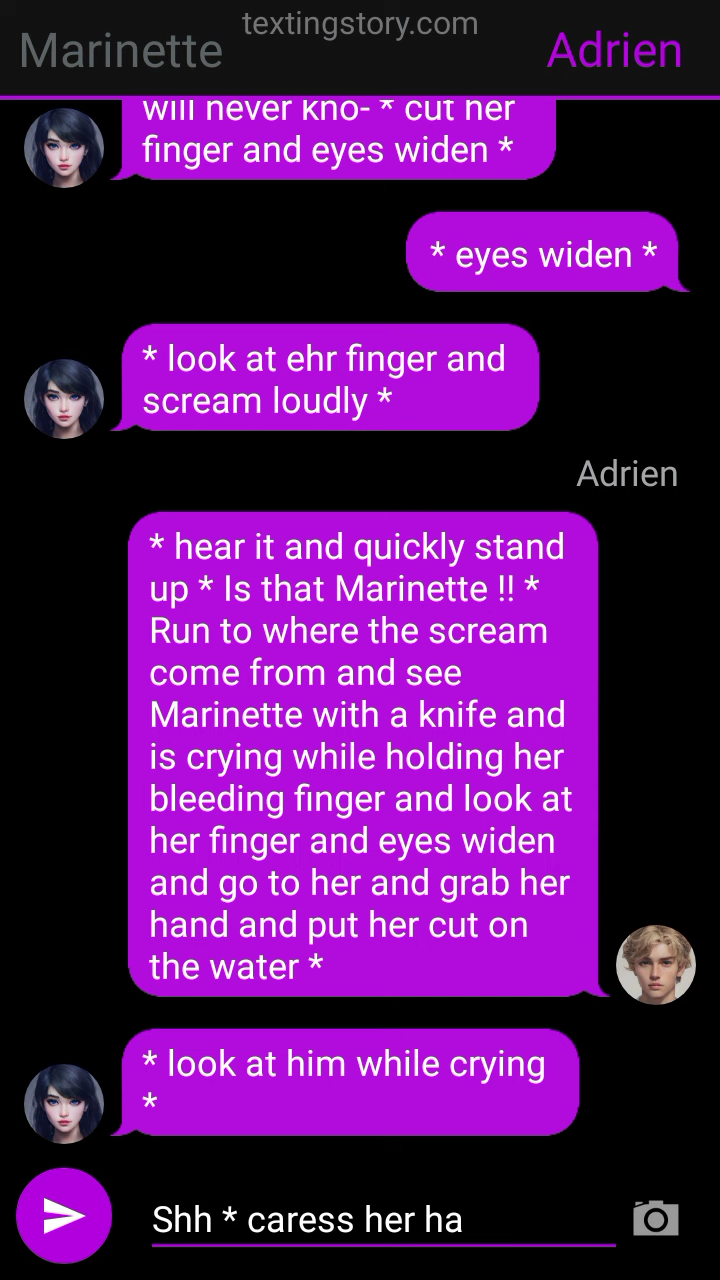 textingstory.com
Marinette
Adrien
will never kno- * cut her
finger and eyes widen *
* eyes widen *
* look at ehr finger and
scream loudly *
Adrien
* hear it and quickly stand
up * Is that Marinette !! *
Run to where the scream
come from and see
Marinette with a knife and
is crying while holding her
bleeding finger and look at
her finger and eyes widen
and go to her and grab her
hand and put her cut on
the water *
* look at him while crying
*
Shh * caress her ha